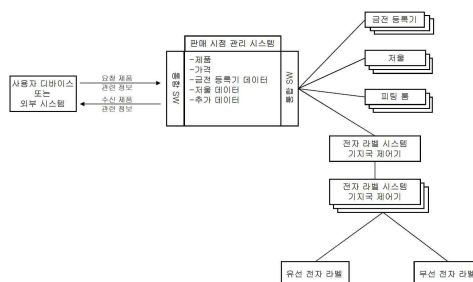 금전 등록기
판매 시점 관리 시스템
저울
사용자 디바이스
또는
외부 시스템
요청 제품
관련 정보
수신 제품
관련 정보
통합 SW
-제품
-가격
-금전 등록기 데이터
-저울 데이터
-추가 데이터
통합 SW
피팅 룸
전자 라벨 시스템
기지국 제어기
전자 라벨 시스템
기지국 제어기
유선 전자 라벨
무선 전자 라벨